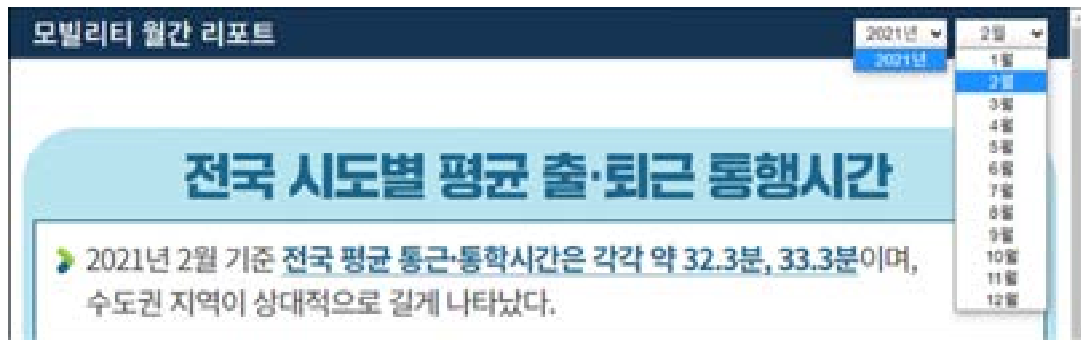 모빌리티 월간 리포트
2021년 2월
2021년
1월
2월
3월
4월
5월
6월
7월
8월
9월
10월
11월
12월
전국 시도별 평균 출·퇴근 통행시간
2021년 2월 기준 전국 평균 통근·통학시간은 각각 약 32.3분, 33.3분이며,
수도권 지역이 상대적으로 길게 나타났다.